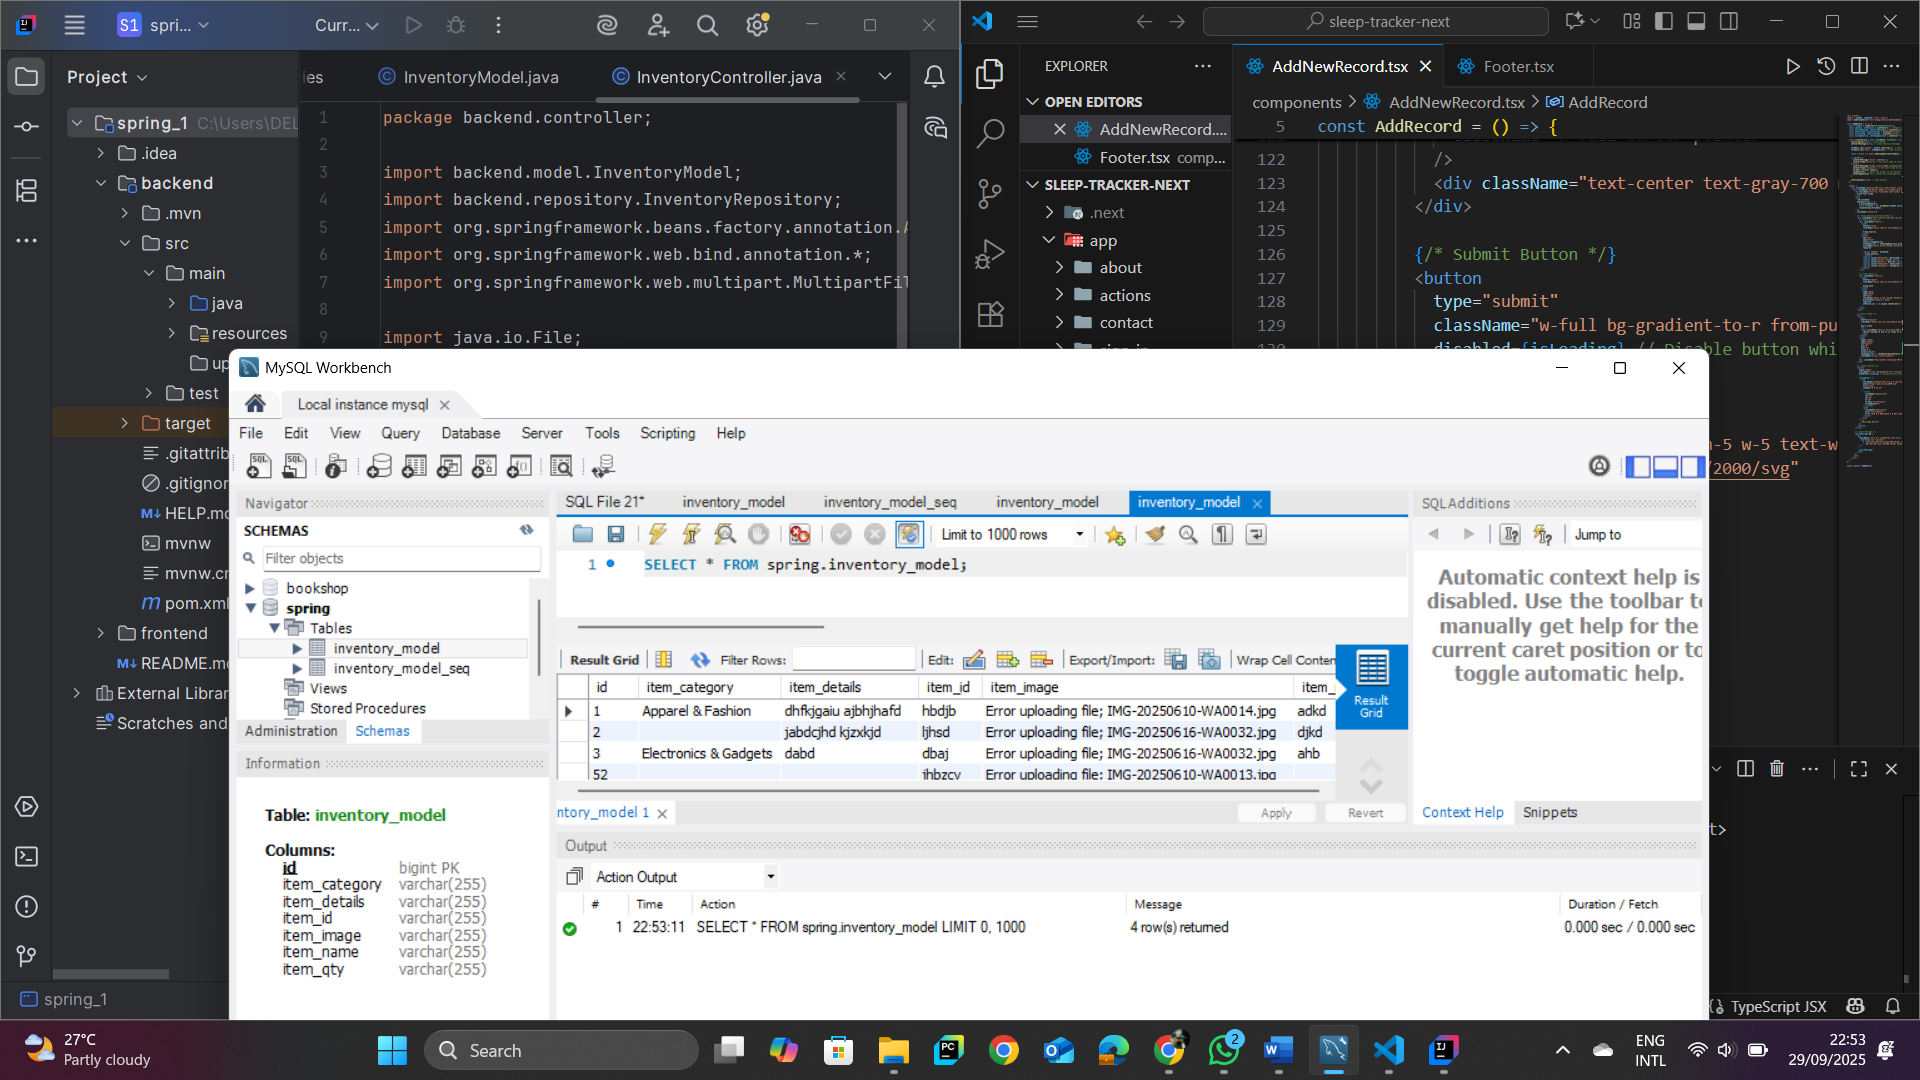 S1 spri...
Curr...
Project
ies
InventoryModel.java
InventoryController.java
spring_1 C:\Users\DEL
.idea
backend
.mvn
src
main
java
resources
up
test
target
.gitattrib
.gitignor
M↓ HELP.mo
mvnw
mvnw.cm
m pom.xml
frontend
M↓ README.mo
External Librar
Scratches and
spring_1
1 package backend.controller;
2
3 import backend.model.InventoryModel;
4 import backend.repository.InventoryRepository;
5 import org.springframework.beans.factory.annotation.A
6 import org.springframework.web.bind.annotation.*;
7 import org.springframework.web.multipart.MultipartFil
8
9 import java.io.File;
sleep-tracker-next
EXPLORER
OPEN EDITORS
AddNewRecord....
Footer.tsx comp...
SLEEP-TRACKER-NEXT
.next
app
about
actions
contact
AddNewRecord.tsx
Footer.tsx
components > AddNewRecord.tsx > AddRecord
5 const AddRecord = () => {
122 />
123 <div className="text-center text-gray-700
124 </div>
125
126 {/* Submit Button */}
127 <button
128 type="submit"
129 className="w-full bg-gradient-to-r from-pu
130 disabled={isLoading} // Disable button whi
-5 w-5 text-w
/2000/svg"
t>
TypeScript JSX
MySQL Workbench
Local instance mysql
File Edit View Query Database Server Tools Scripting Help
Navigator
SCHEMAS
Filter objects
bookshop
spring
Tables
inventory_model
inventory_model_seq
Views
Stored Procedures
Administration Schemas
Information
Table: inventory_model
Columns:
id bigint PK
item_category varchar(255)
item_details varchar(255)
item_id varchar(255)
item_image varchar(255)
item_name varchar(255)
item_qty varchar(255)
SQL File 21* inventory_model inventory_model_seq inventory_model inventory_model
Limit to 1000 rows
1 SELECT * FROM spring.inventory_model;
Result Grid Filter Rows: Edit: Export/Import: Wrap Cell Conten
id item_category item_details item_id item_image item_
1 Apparel & Fashion dhfkjgaiu ajbhjhafd hbdjb Error uploading file; IMG-20250610-WA0014.jpg adkd
2 jabdcjhd kjzxkjd ljhsd Error uploading file; IMG-20250616-WA0032.jpg djkd
3 Electronics & Gadgets dabd dbaj Error uploading file; IMG-20250616-WA0032.jpg ahb
52 jhbzcv Error uploading file; IMG-20250610-WA0013.jpg
Result
Grid
ntory_model 1
Apply Revert
Output
Action Output
# Time Action Message Duration / Fetch
1 22:53:11 SELECT * FROM spring.inventory_model LIMIT 0, 1000 4 row(s) returned 0.000 sec / 0.000 sec
SQLAdditions
Jump to
Automatic context help is
disabled. Use the toolbar to
manually get help for the
current caret position or to
toggle automatic help.
Context Help Snippets
27°C
Partly cloudy
Search
2
ENG
INTL
22:53
29/09/2025